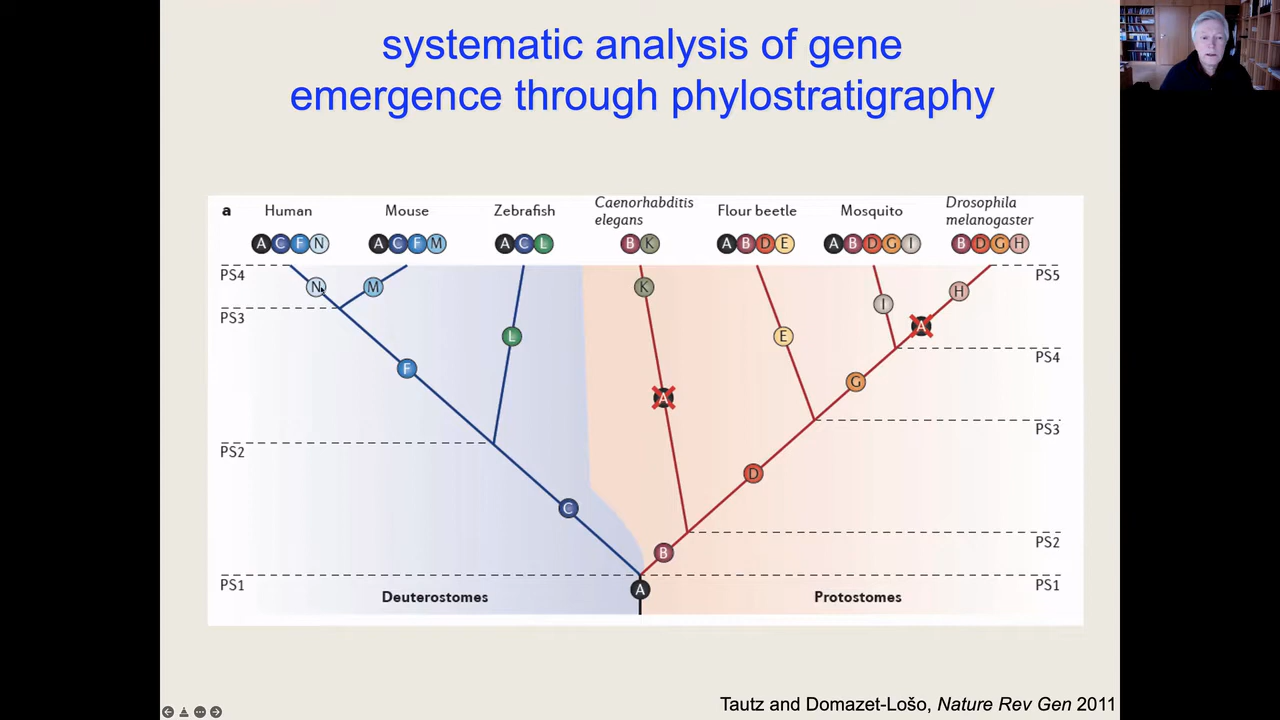 systematic analysis of gene
emergence through phylostratigraphy
a
Human
Mouse
Zebrafish
Caenorhabditis
elegans
Flour beetle
Mosquito
Drosophila
melanogaster
A C F N
A C F M
A C L
B K
A B D E
A B D G I
B D G H
PS4
PS5
N
M
K
H
I
PS3
A
L
E
PS4
F
G
A
PS3
PS2
D
C
PS2
B
PS1
PS1
A
Deuterostomes
Protostomes
Tautz and Domazet-Lošo, Nature Rev Gen 2011